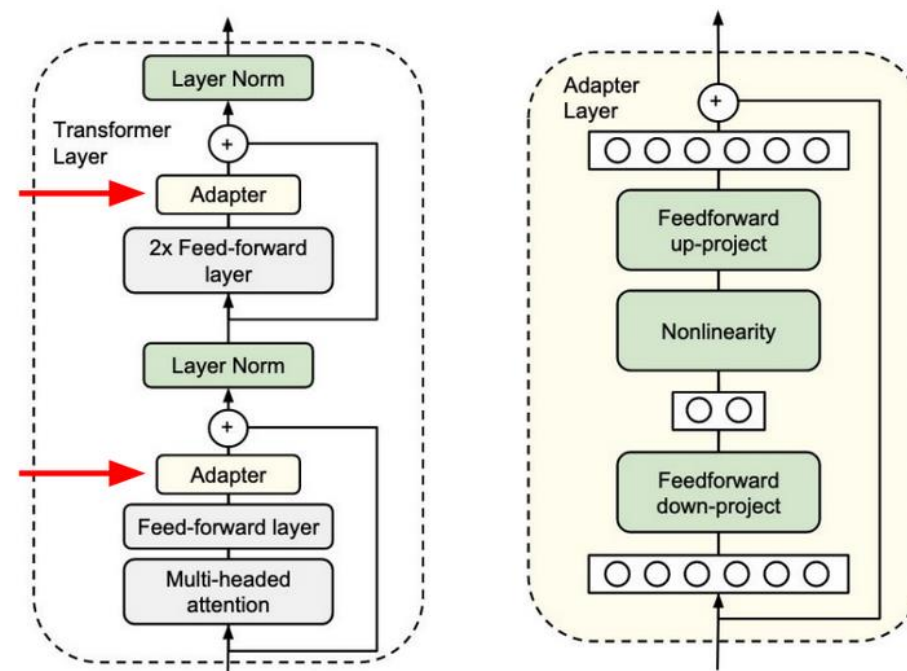 Layer Norm
Transformer
Layer
+
Adapter
2x Feed-forward
layer
Layer Norm
+
Adapter
Feed-forward layer
Multi-headed
attention
Adapter
Layer
+
Feedforward
up-project
Nonlinearity
Feedforward
down-project